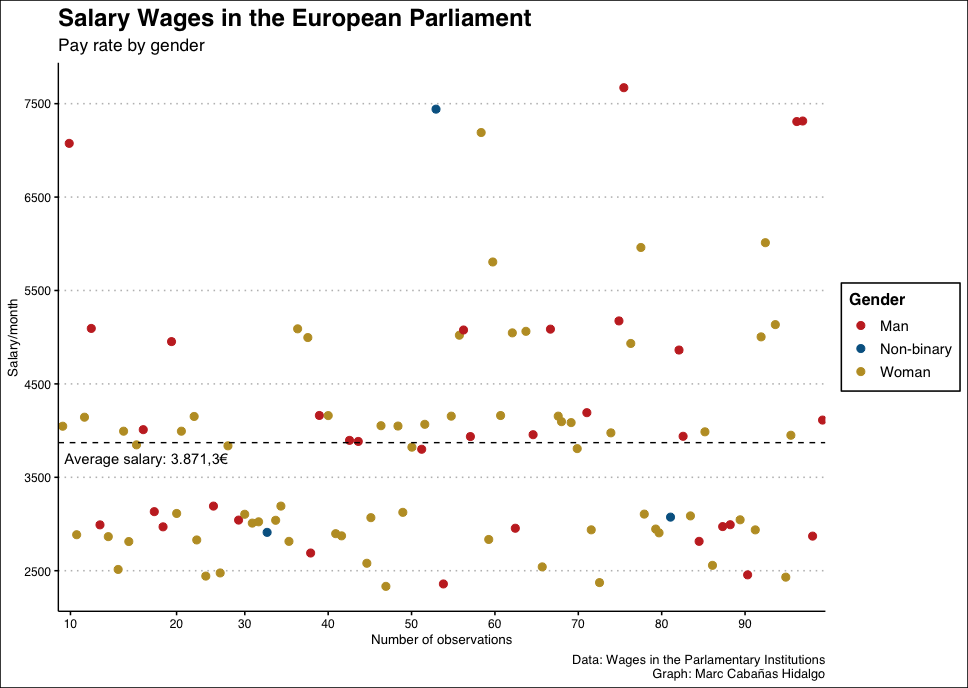 Salary Wages in the European Parliament
Pay rate by gender
Salary/month
7500
6500
5500
4500
3500
2500
Average salary: 3.871,3€
10 20 30 40 50 60 70 80 90
Number of observations
Gender
Man
Non-binary
Woman
Data: Wages in the Parlamentary Institutions
Graph: Marc Cabañas Hidalgo